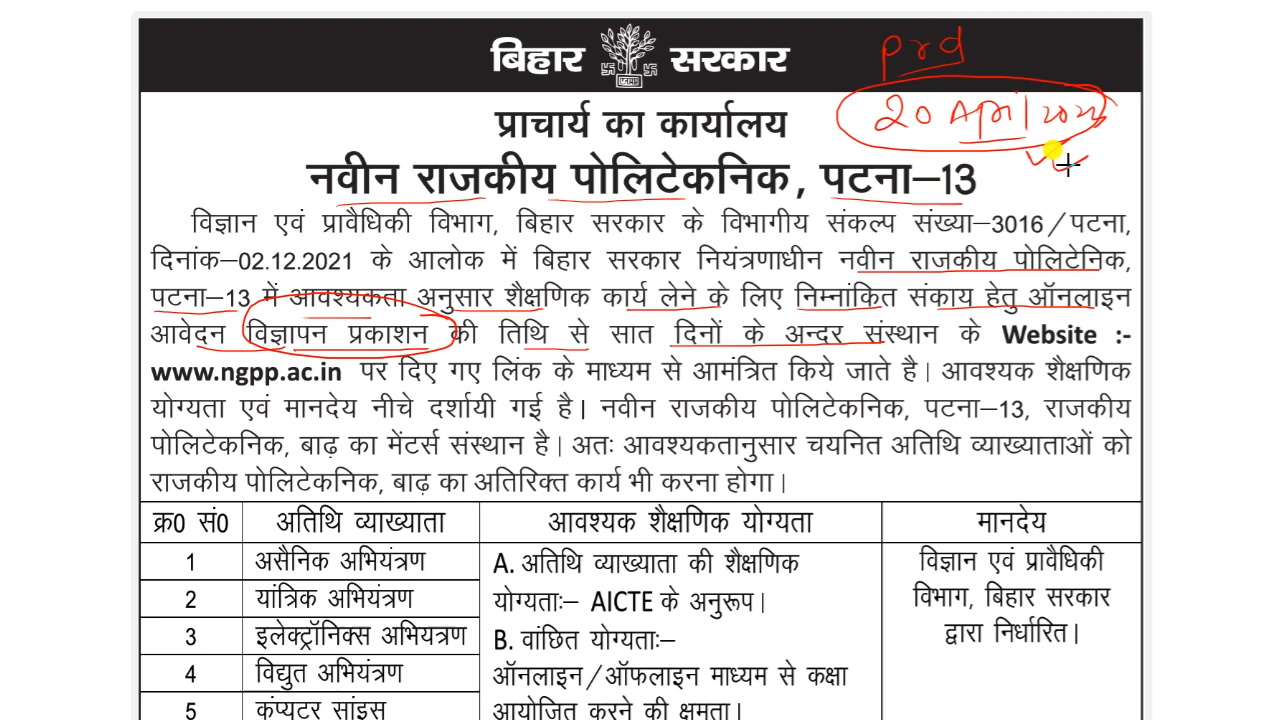 बिहार सरकार
prd
20 April 2022
प्राचार्य का कार्यालय
नवीन राजकीय पोलिटेकनिक, पटना–13
विज्ञान एवं प्रावैधिकी विभाग, बिहार सरकार के विभागीय संकल्प संख्या–3016/पटना,
दिनांक–02.12.2021 के आलोक में बिहार सरकार नियंत्रणाधीन नवीन राजकीय पोलिटेनिक,
पटना–13 में आवश्यकता अनुसार शैक्षणिक कार्य लेने के लिए निम्नांकित संकाय हेतु ऑनलाइन
आवेदन विज्ञापन प्रकाशन की तिथि से सात दिनों के अन्दर संस्थान के Website :-
www.ngpp.ac.in पर दिए गए लिंक के माध्यम से आमंत्रित किये जाते है। आवश्यक शैक्षणिक
योग्यता एवं मानदेय नीचे दर्शायी गई है। नवीन राजकीय पोलिटेकनिक, पटना–13, राजकीय
पोलिटेकनिक, बाढ़ का मेंटर्स संस्थान है। अतः आवश्यकतानुसार चयनित अतिथि व्याख्याताओं को
राजकीय पोलिटेकनिक, बाढ़ का अतिरिक्त कार्य भी करना होगा।
क्र0 सं0 अतिथि व्याख्याता आवश्यक शैक्षणिक योग्यता मानदेय
1 असैनिक अभियंत्रण A. अतिथि व्याख्याता की शैक्षणिक विज्ञान एवं प्रावैधिकी
2 यांत्रिक अभियंत्रण योग्यताः– AICTE के अनुरूप। विभाग, बिहार सरकार
3 इलेक्ट्रॉनिक्स अभियत्रण B. वांछित योग्यताः– द्वारा निर्धारित।
4 विद्युत अभियंत्रण ऑनलाइन/ऑफलाइन माध्यम से कक्षा
5 कंप्यूटर सांइस आयोजित करने की क्षमता।